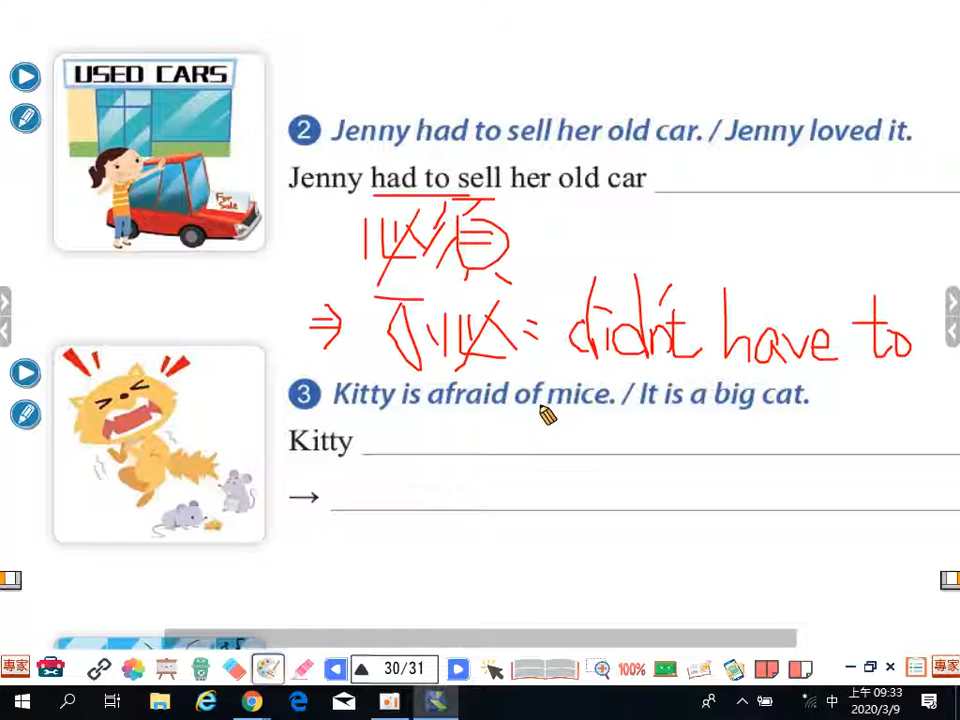 USED CARS
For Sale
2 Jenny had to sell her old car. / Jenny loved it.
Jenny had to sell her old car
必須
⇒ 不必 = didn't have to
3 Kitty is afraid of mice. / It is a big cat.
Kitty
→
專家
30/31
100%
專家
中
上午 09:33
2020/3/9